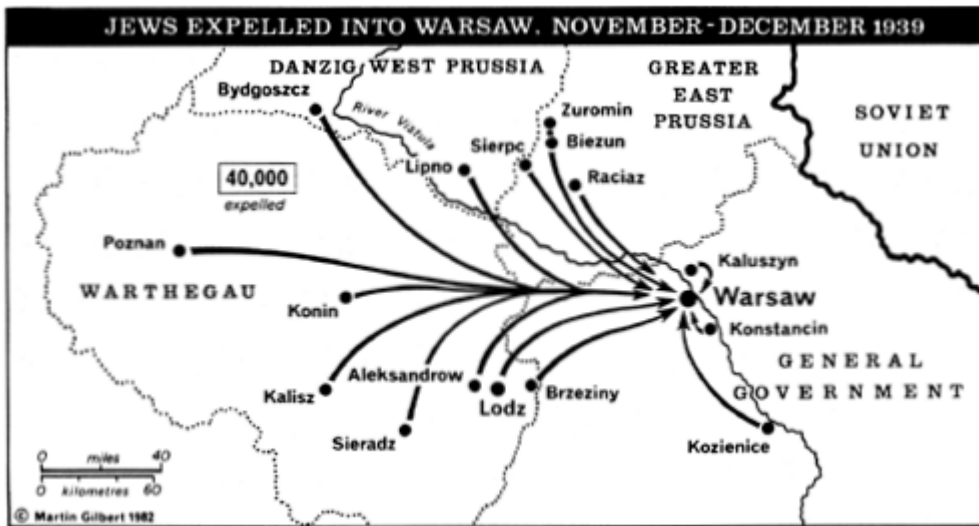 JEWS EXPELLED INTO WARSAW, NOVEMBER - DECEMBER 1939
DANZIG WEST PRUSSIA
GREATER
EAST
PRUSSIA
SOVIET
UNION
Bydgoszcz
River Vistula
Zuromin
Biezun
Sierpc
Lipno
Raciaz
40,000
expelled
Poznan
WARTHEGAU
Konin
Kaluszyn
Warsaw
Konstancin
GENERAL
GOVERNMENT
Kalisz
Aleksandrow
Lodz
Brzeziny
Sieradz
Kozienice
0 miles 40
0 kilometres 60
© Martin Gilbert 1982